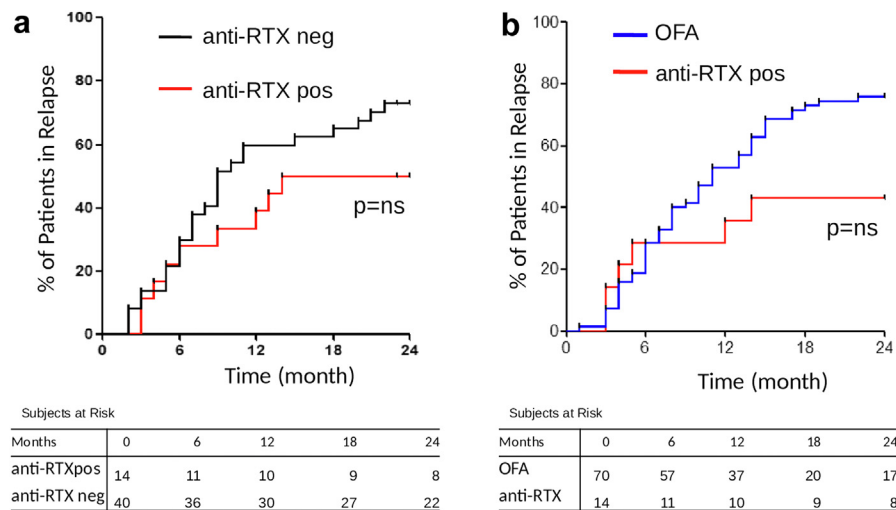 a
anti-RTX neg
anti-RTX pos
% of Patients in Relapse
100
80
60
40
20
0
p=ns
0 6 12 18 24
Time (month)
Subjects at Risk
Months 0 6 12 18 24
anti-RTXpos 14 11 10 9 8
anti-RTX neg 40 36 30 27 22
b
OFA
anti-RTX pos
% of Patients in Relapse
100
80
60
40
20
0
p=ns
0 6 12 18 24
Time (month)
Subjects at Risk
Months 0 6 12 18 24
OFA 70 57 37 20 17
anti-RTX 14 11 10 9 8